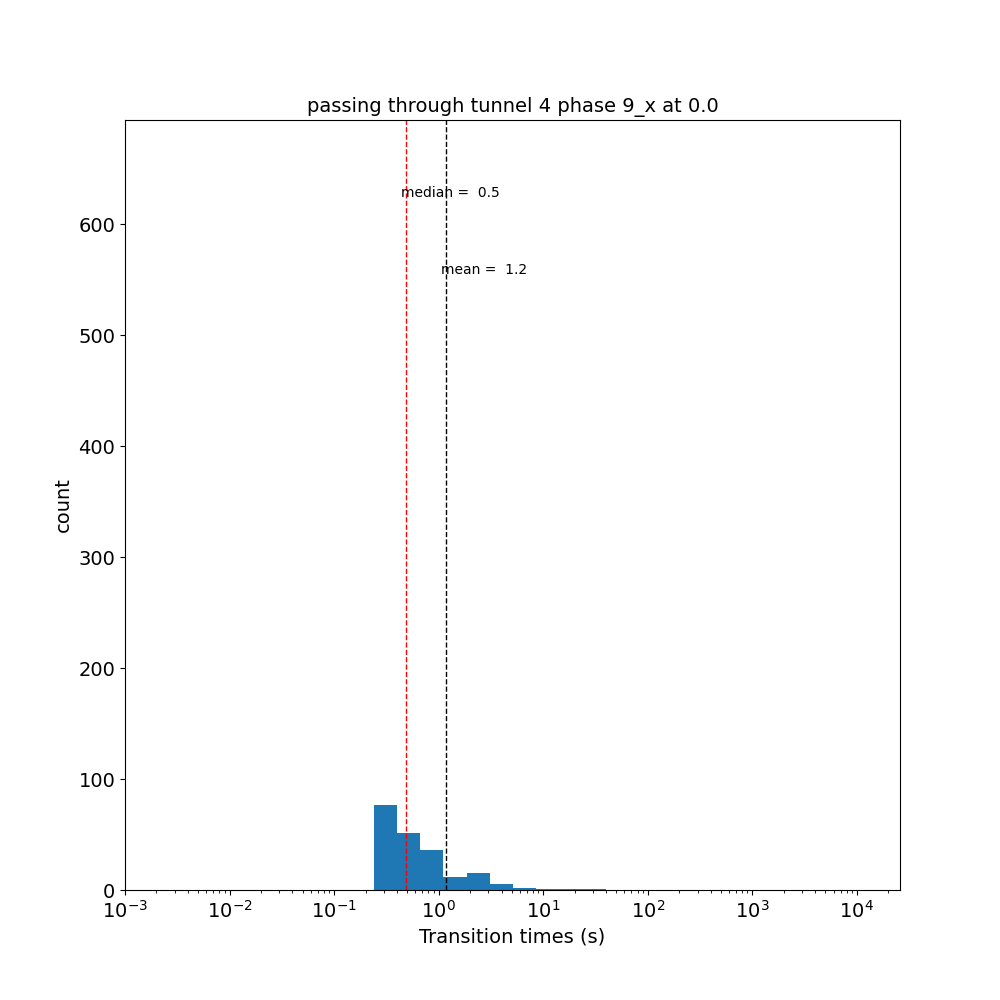 passing through tunnel 4 phase 9_x at 0.0
median =  0.5
mean =  1.2
600
500
400
300
200
100
0
count
10⁻³ 10⁻² 10⁻¹ 10⁰ 10¹ 10² 10³ 10⁴
Transition times (s)